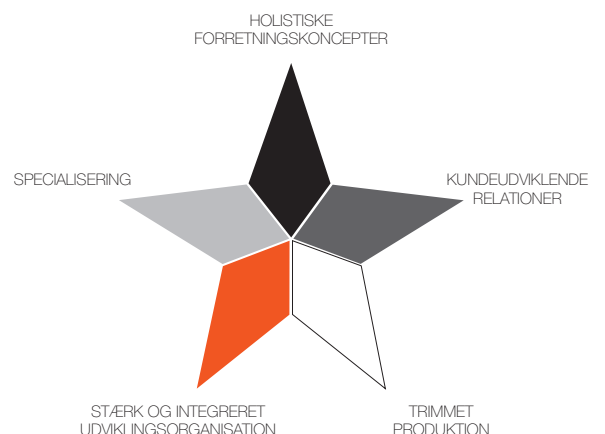 HOLISTISKE
FORRETNINGSKONCEPTER
SPECIALISERING
KUNDEUDVIKLENDE
RELATIONER
STÆRK OG INTEGRERET
UDVIKLINGSORGANISATION
TRIMMET
PRODUKTION